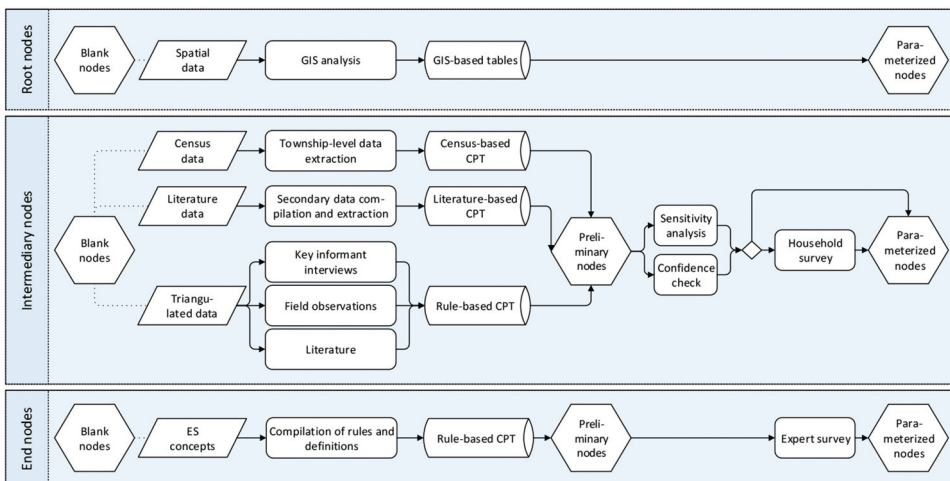 Root nodes
Blank
nodes
Spatial
data
GIS analysis
GIS-based tables
Para-
meterized
nodes
Intermediary nodes
Blank
nodes
Census
data
Township-level data
extraction
Census-based
CPT
Literature
data
Secondary data com-
pilation and extraction
Literature-based
CPT
Triangu-
lated data
Key informant
interviews
Field observations
Literature
Rule-based CPT
Preli-
minary
nodes
Sensitivity
analysis
Confidence
check
Household
survey
Para-
meterized
nodes
End nodes
Blank
nodes
ES
concepts
Compilation of rules and
definitions
Rule-based CPT
Preli-
minary
nodes
Expert survey
Para-
meterized
nodes